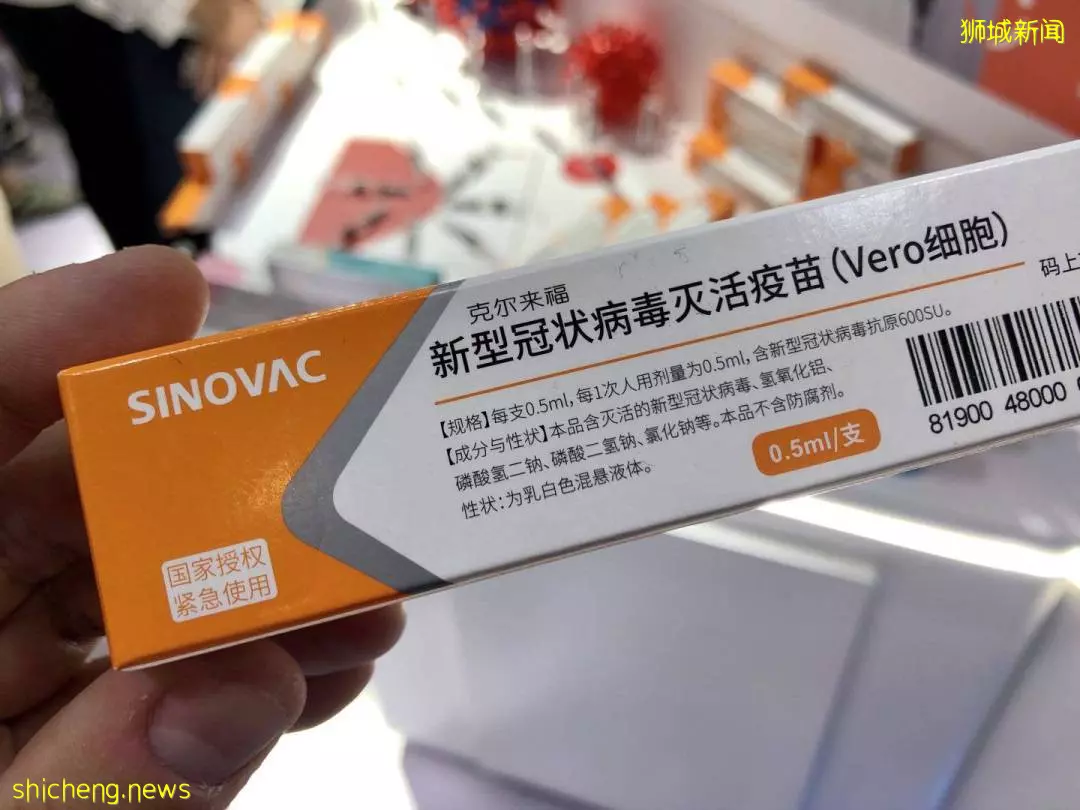 狮城新闻
SINOVAC
国家授权
紧急使用
克尔来福
新型冠状病毒灭活疫苗(Vero细胞)
【规格】每支0.5ml,每1次人用剂量为0.5ml,含新型冠状病毒抗原600SU。
【成分与性状】本品含灭活的新型冠状病毒、氢氧化铝、
磷酸氢二钠、磷酸二氢钠、氯化钠等。本品不含防腐剂。
性状:为乳白色混悬液体。
0.5ml/支
码上
81900 48000
shicheng.news